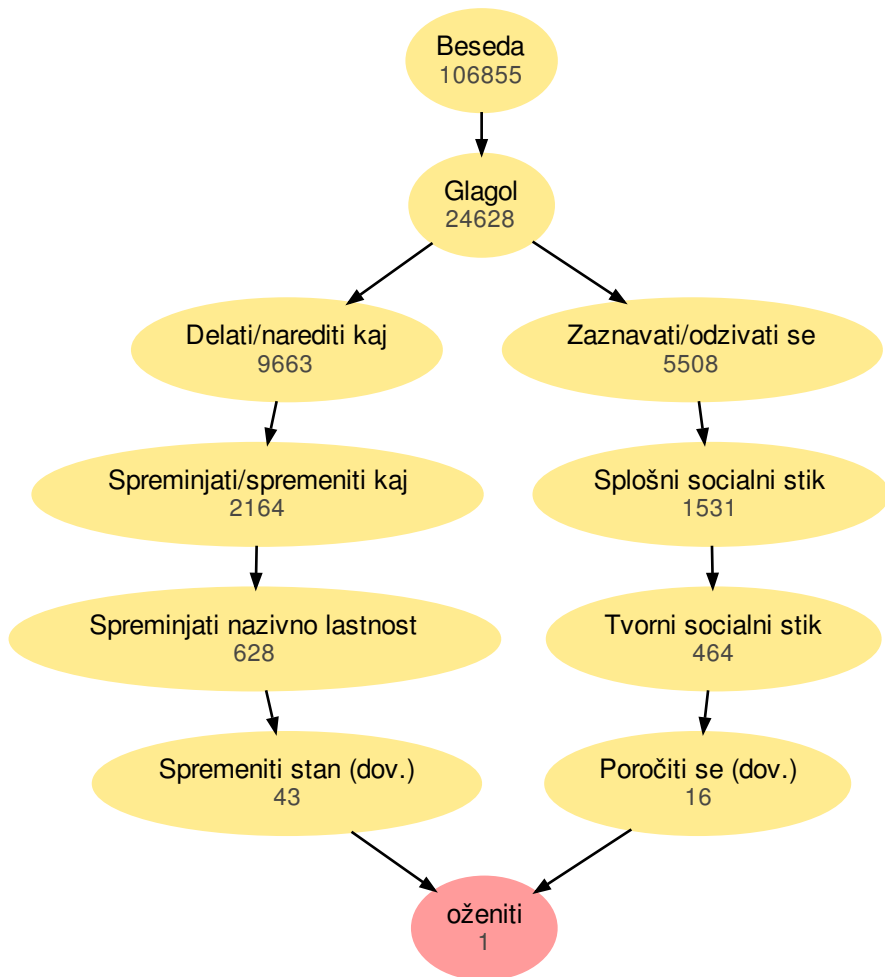 Beseda
106855
Glagol
24628
Delati/narediti kaj
9663
Zaznavati/odzivati se
5508
Spreminjati/spremeniti kaj
2164
Splošni socialni stik
1531
Spreminjati nazivno lastnost
628
Tvorni socialni stik
464
Spremeniti stan (dov.)
43
Poročiti se (dov.)
16
oženiti
1